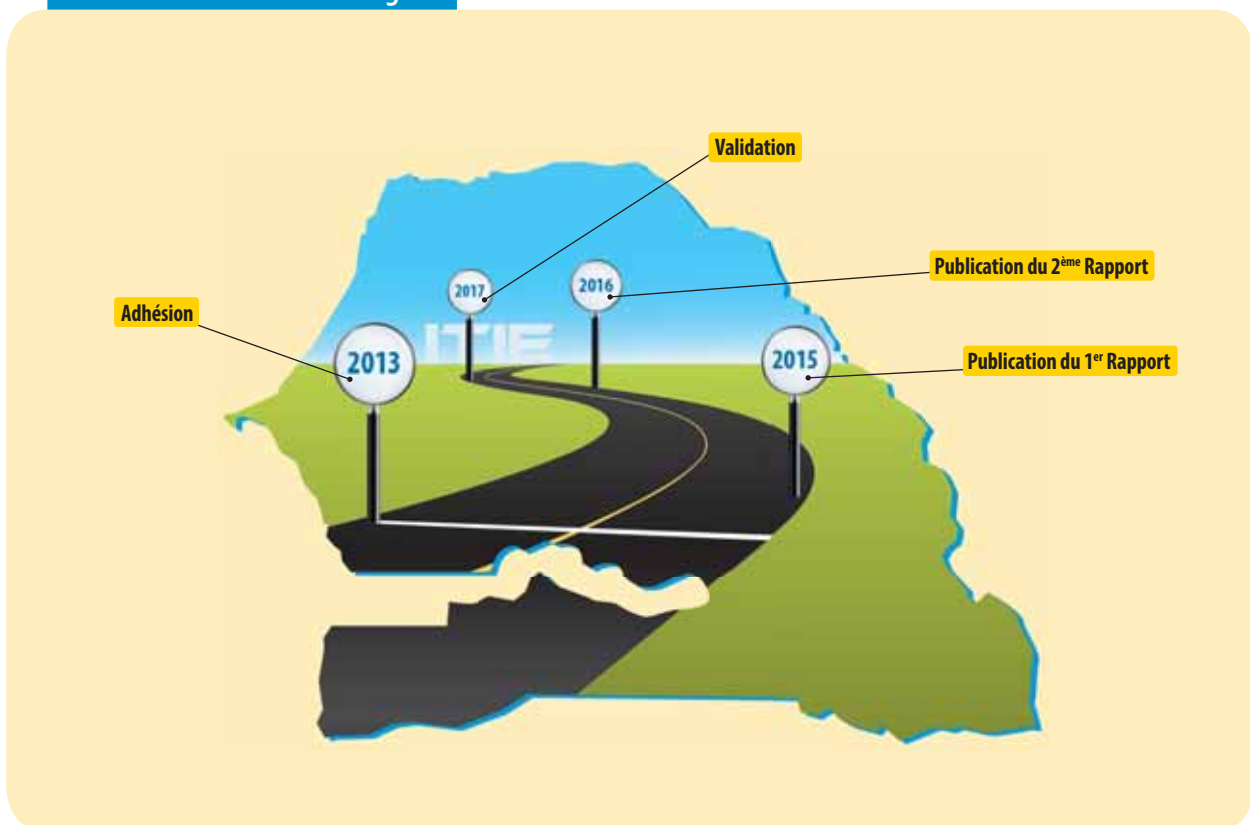 Validation
Publication du 2ème Rapport
2017
2016
Adhésion
ITIE
2013
2015
Publication du 1er Rapport